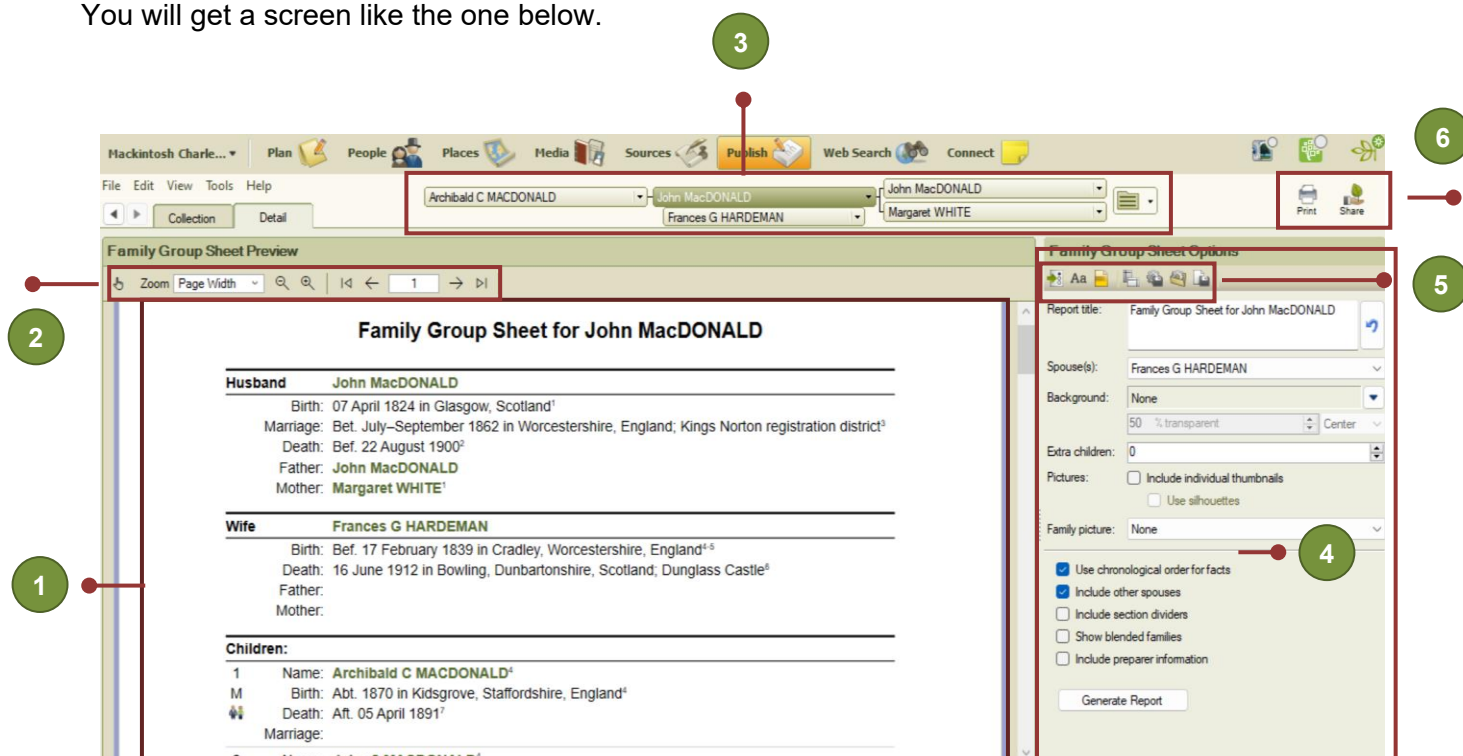 You will get a screen like the one below.
3
6
Mackintosh Charle... Plan People Places Media Sources Publish Web Search Connect
File Edit View Tools Help
Collection Detail
Archibald C MACDONALD John MacDONALD John MacDONALD
Frances G HARDEMAN Margaret WHITE
Print Share
Family Group Sheet Preview
Family Group Sheet Options
2
Zoom Page Width 1
Aa
5
Family Group Sheet for John MacDONALD
Husband John MacDONALD
Birth: 07 April 1824 in Glasgow, Scotland¹
Marriage: Bet. July–September 1862 in Worcestershire, England; Kings Norton registration district³
Death: Bef. 22 August 1900²
Father: John MacDONALD
Mother: Margaret WHITE¹
Wife Frances G HARDEMAN
Birth: Bef. 17 February 1839 in Cradley, Worcestershire, England⁴⁻⁵
Death: 16 June 1912 in Bowling, Dunbartonshire, Scotland; Dunglass Castle⁶
Father:
Mother:
1
Children:
1 Name: Archibald C MACDONALD⁴
M Birth: Abt. 1870 in Kidsgrove, Staffordshire, England⁴
Death: Aft. 05 April 1891⁷
Marriage:
Report title: Family Group Sheet for John MacDONALD
Spouse(s): Frances G HARDEMAN
Background: None
50 % transparent Center
Extra children: 0
Pictures: Include individual thumbnails
Use silhouettes
Family picture: None
4
Use chronological order for facts
Include other spouses
Include section dividers
Show blended families
Include preparer information
Generate Report